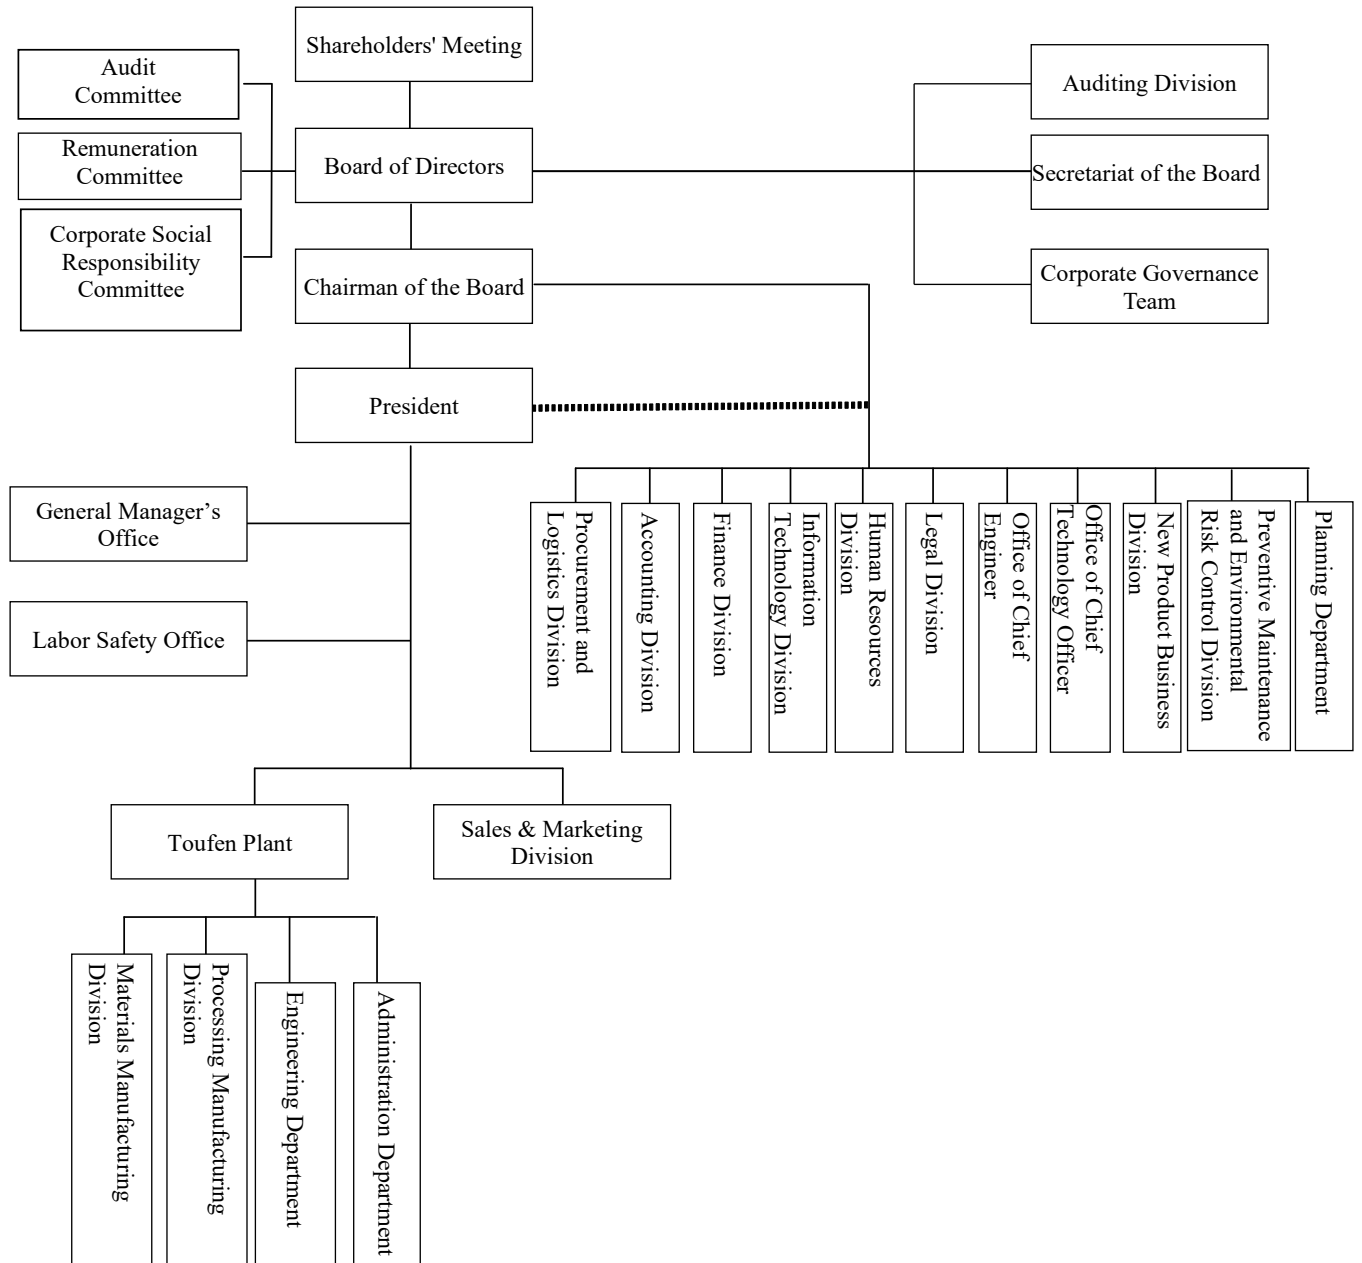 Shareholders' Meeting
Audit
Committee
Remuneration
Committee
Corporate Social
Responsibility
Committee
Board of Directors
Auditing Division
Secretariat of the Board
Corporate Governance
Team
Chairman of the Board
President
General Manager’s
Office
Labor Safety Office
Procurement and
Logistics Division
Accounting Division
Finance Division
Information
Technology Division
Human Resources
Division
Legal Division
Office of Chief
Engineer
Office of Chief
Technology Officer
New Product Business
Division
Preventive Maintenance
and Environmental
Risk Control Division
Planning Department
Toufen Plant
Sales & Marketing
Division
Materials Manufacturing
Division
Processing Manufacturing
Division
Engineering Department
Administration Department